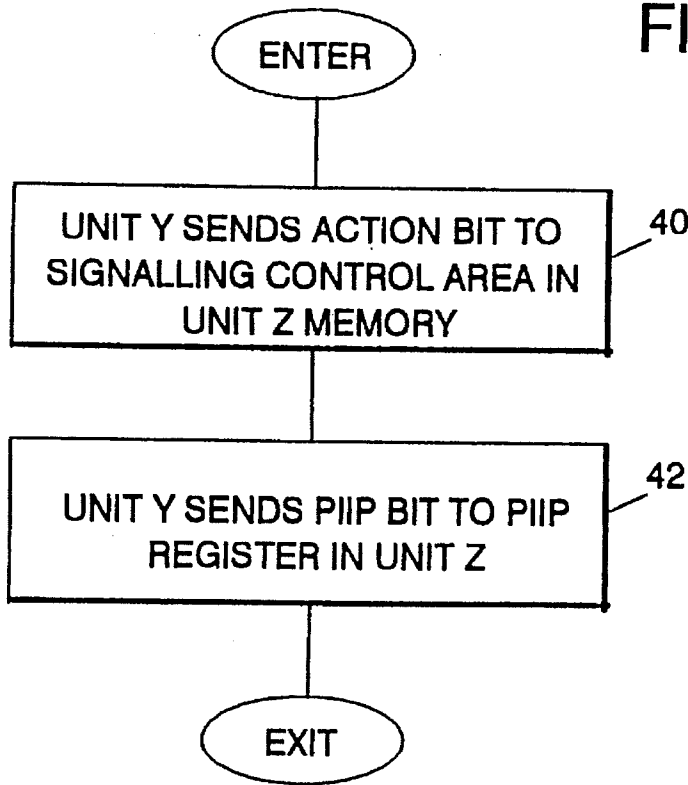 FI
ENTER
UNIT Y SENDS ACTION BIT TO
SIGNALLING CONTROL AREA IN
UNIT Z MEMORY
40
UNIT Y SENDS PIIP BIT TO PIIP
REGISTER IN UNIT Z
42
EXIT